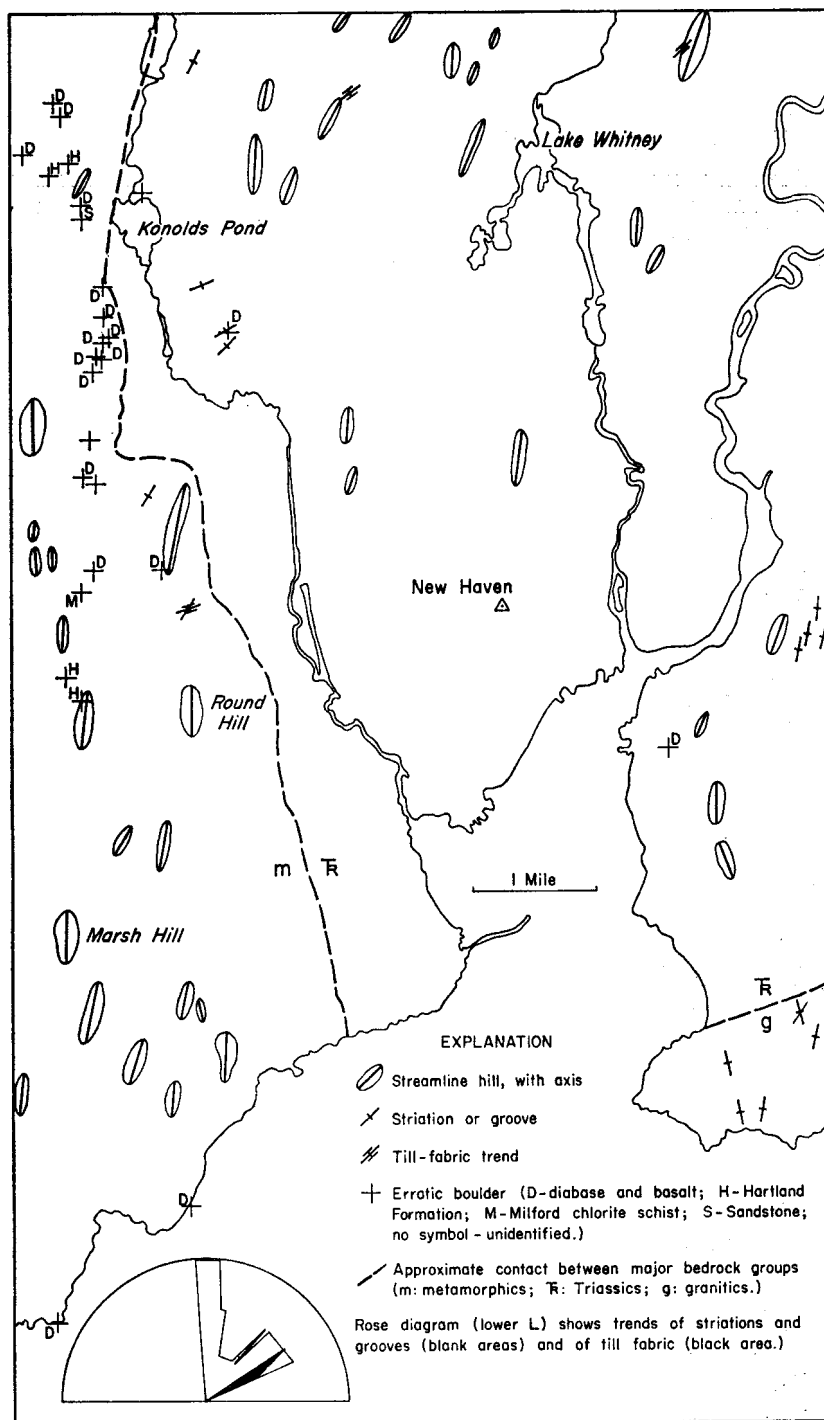 D
D
D
H
H
D
S
Lake Whitney
Konolds Pond
D
D
D
D
D
D
D
D
D
D
D
M
New Haven
H
H
Round
Hill
D
m
TR
1 Mile
Marsh Hill
TR
g
EXPLANATION
Streamline hill, with axis
Striation or groove
Till-fabric trend
Erratic boulder (D-diabase and basalt; H-Hartland
Formation; M-Milford chlorite schist; S-Sandstone;
no symbol - unidentified.)
D
Approximate contact between major bedrock groups
(m: metamorphics; TR: Triassics; g: granitics.)
D
Rose diagram (lower L) shows trends of striations and
grooves (blank areas) and of till fabric (black area.)